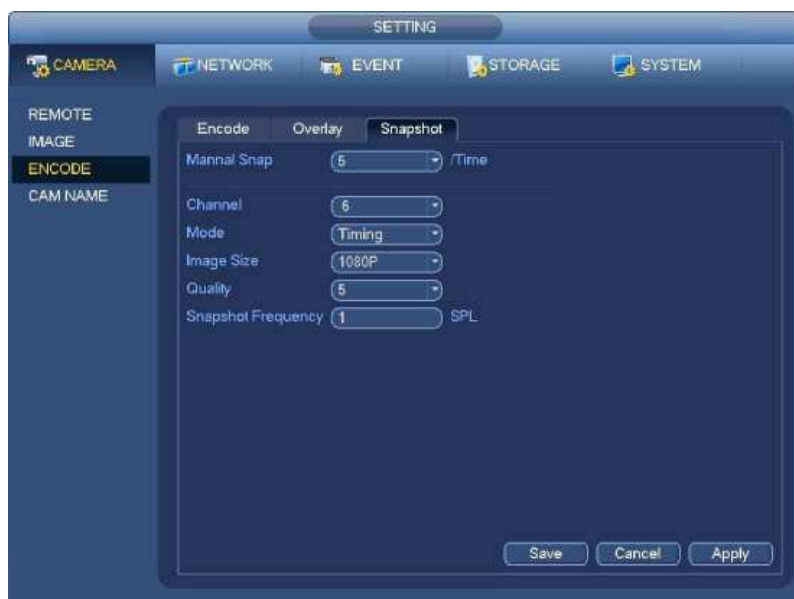 SETTING
CAMERA NETWORK EVENT STORAGE SYSTEM
REMOTE
IMAGE
ENCODE
CAM NAME
Encode Overlay Snapshot
Mannal Snap 5 /Time
Channel 6
Mode Timing
Image Size 1080P
Quality 5
Snapshot Frequency 1 SPL
Save Cancel Apply